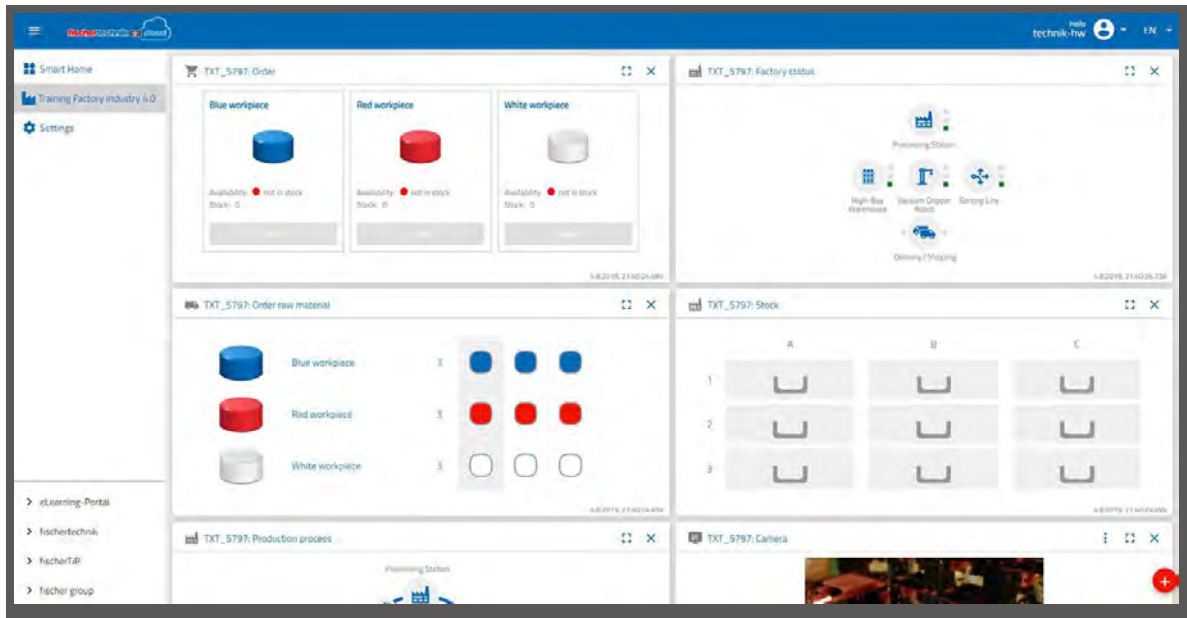 fischertechnik cloud
Hello
technik-hw
EN
Smart Home
Training Factory Industry 4.0
Settings
eLearning-Portal
fischertechnik
fischerTiP
fischer group
TXT_5797: Order
Blue workpiece
Red workpiece
White workpiece
Availability: not in stock
Stock: 0
Availability: not in stock
Stock: 0
Availability: not in stock
Stock: 0
TXT_5797: Factory status
Processing Station
High-Bay
Warehouse
Vacuum Gripper
Robot
Sorting Line
Delivery / Shipping
TXT_5797: Order raw material
Blue workpiece
3
Red workpiece
3
White workpiece
3
TXT_5797: Stock
A
B
C
1
2
3
TXT_5797: Production process
Processing Station
TXT_5797: Camera